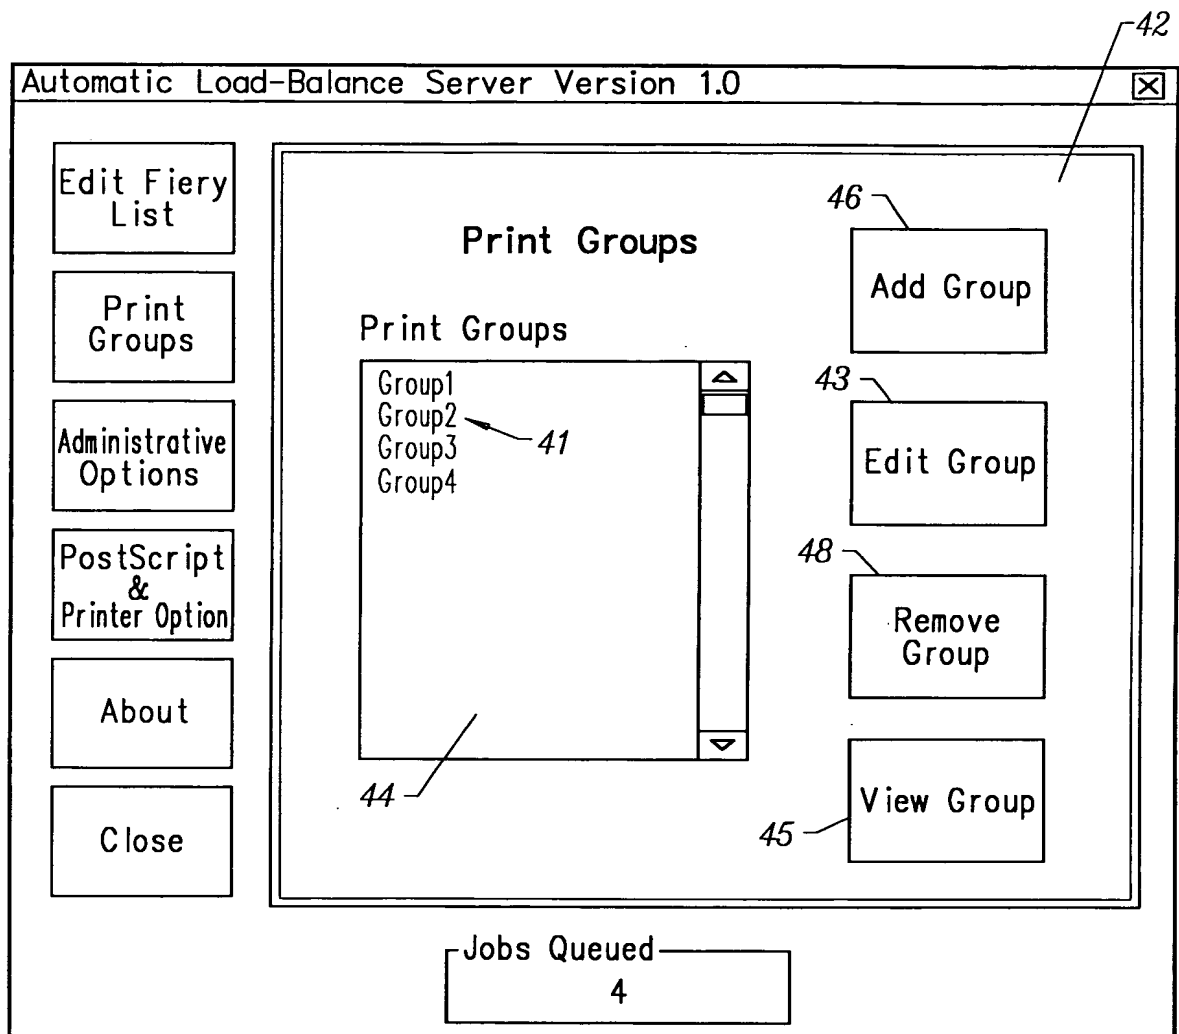 42
Automatic Load-Balance Server Version 1.0
Edit Fiery
List
Print
Groups
Administrative
Options
PostScript
&
Printer Option
About
Close
Print Groups
Print Groups
Group1
Group2
Group3
Group4
41
44
46
Add Group
43
Edit Group
48
Remove
Group
45
View Group
Jobs Queued
4